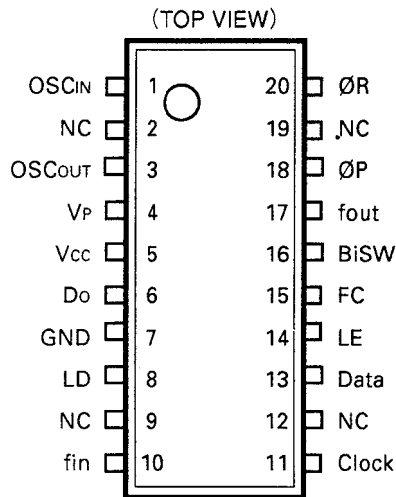 (TOP VIEW)
OSCIN 1 20 ØR
NC 2 19 .NC
OSCOUT 3 18 ØP
VP 4 17 fout
VCC 5 16 BiSW
DO 6 15 FC
GND 7 14 LE
LD 8 13 Data
NC 9 12 NC
fin 10 11 Clock